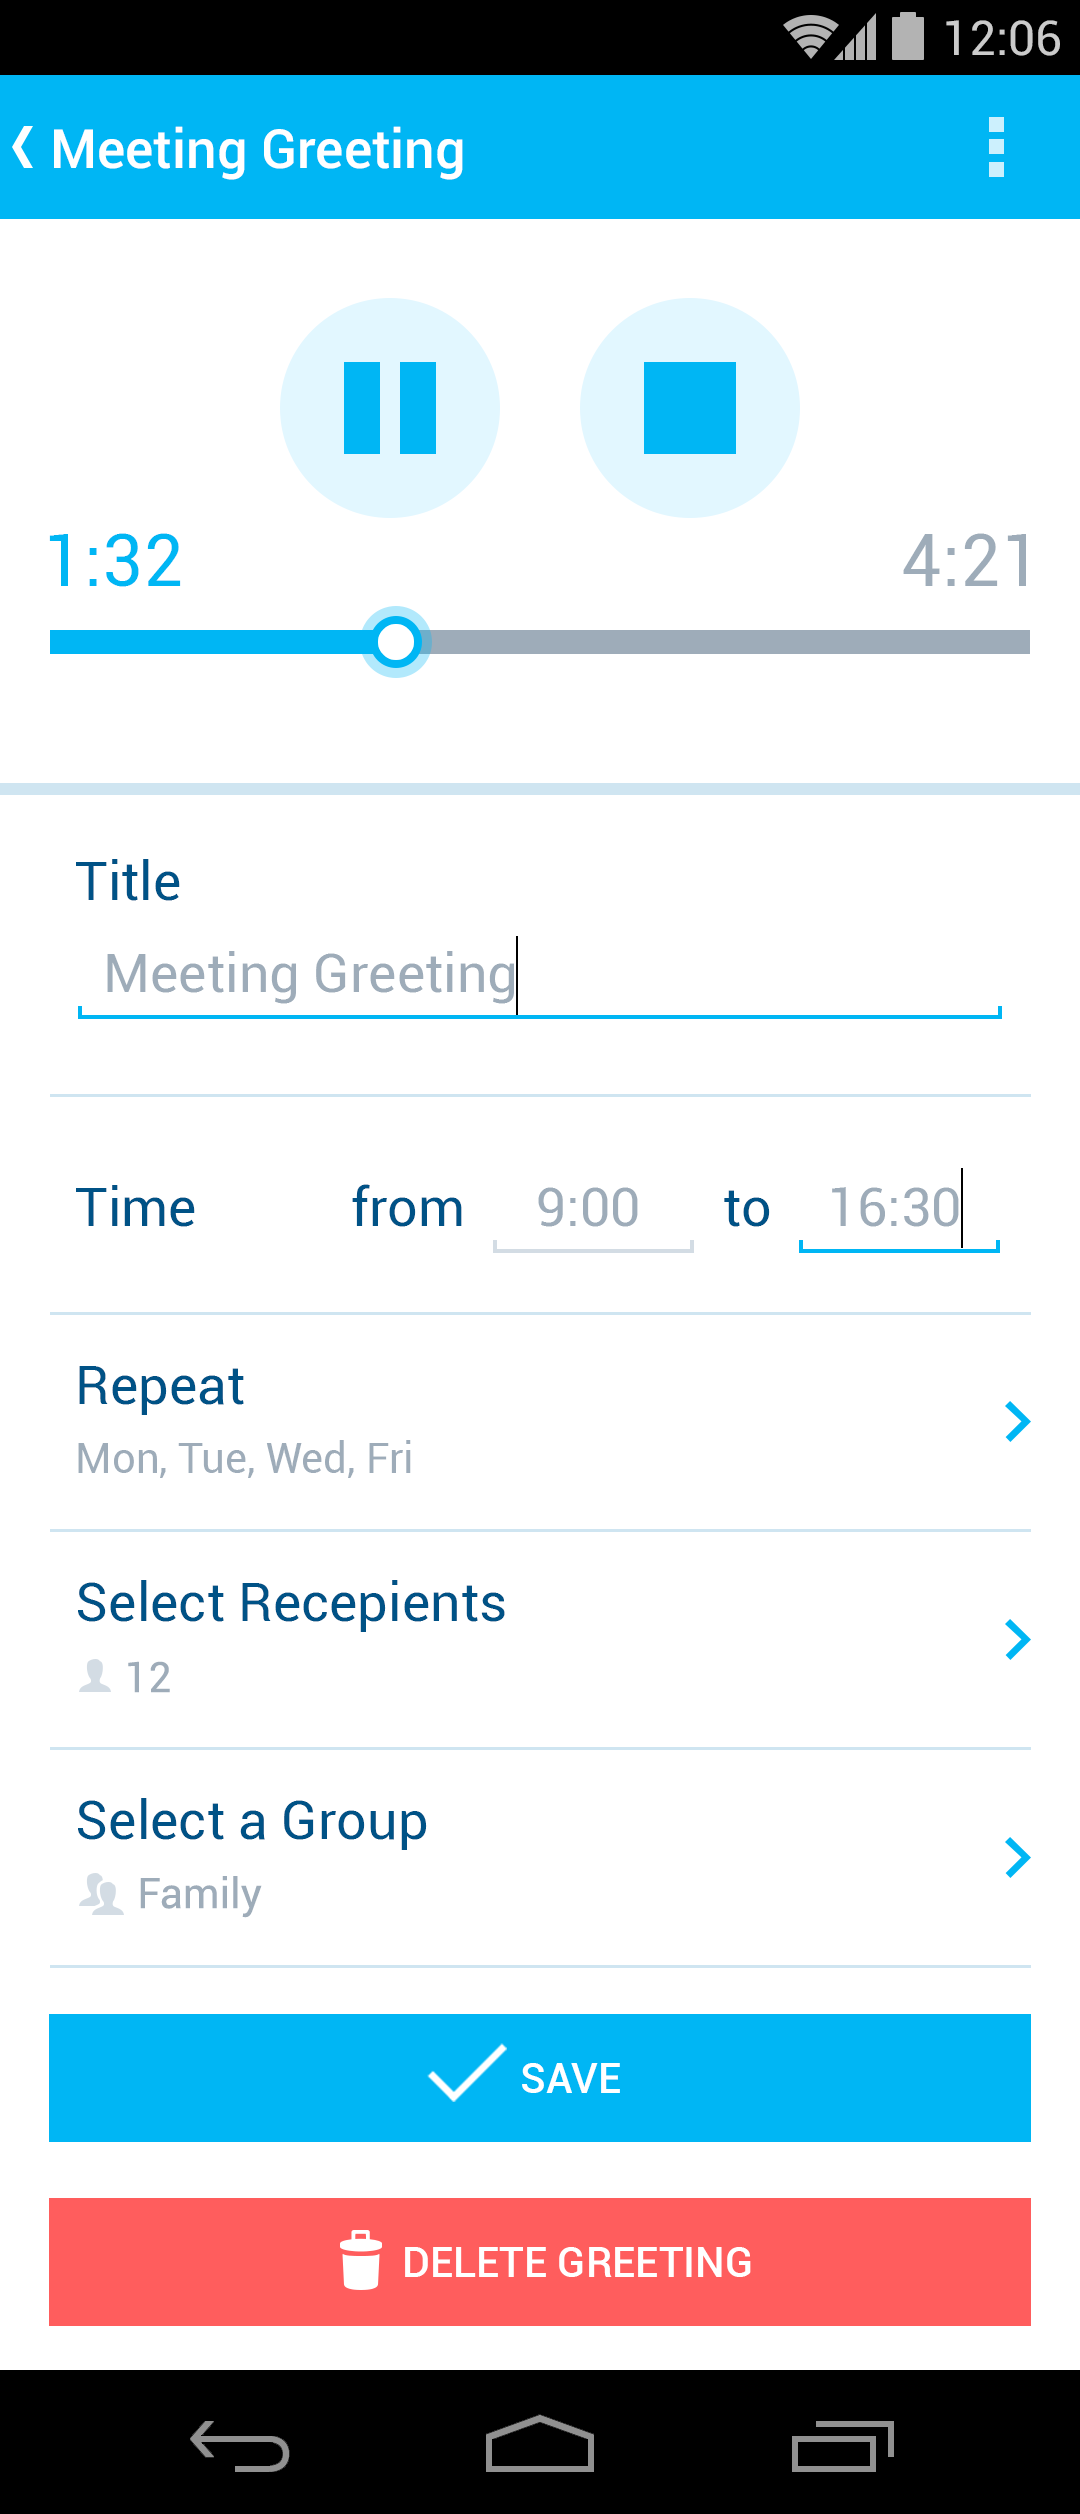 12:06
Meeting Greeting
1:32 4:21
Title
Meeting Greeting
Time from 9:00 to 16:30
Repeat
Mon, Tue, Wed, Fri
Select Recepients
12
Select a Group
Family
SAVE
DELETE GREETING